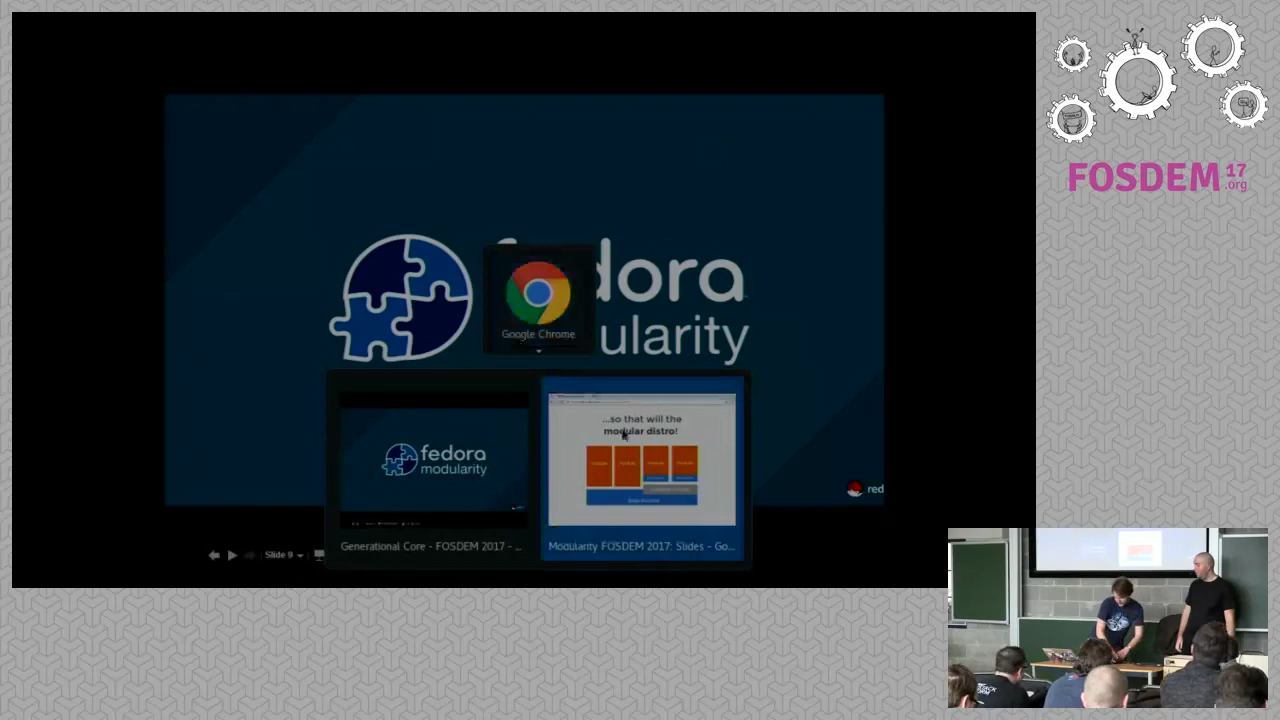 FOSDEM 17
.org
fedora
ularity
Google Chrome
...so that will the
modular distro!
fedora
modularity
Generational Core - FOSDEM 2017 - ...
Modularity FOSDEM 2017: Slides - Go...
red
Slide 9